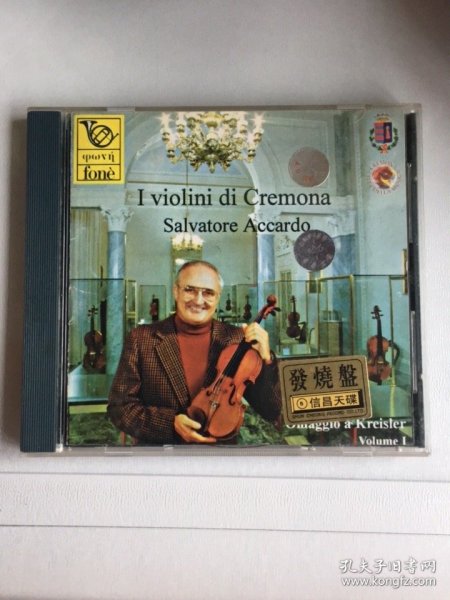 φωνή
fonè
I violini di Cremona
Salvatore Accardo
發燒盤
信昌天碟
Omaggio a Kreisler
Volume I
孔夫子旧书网
www.kongfz.com